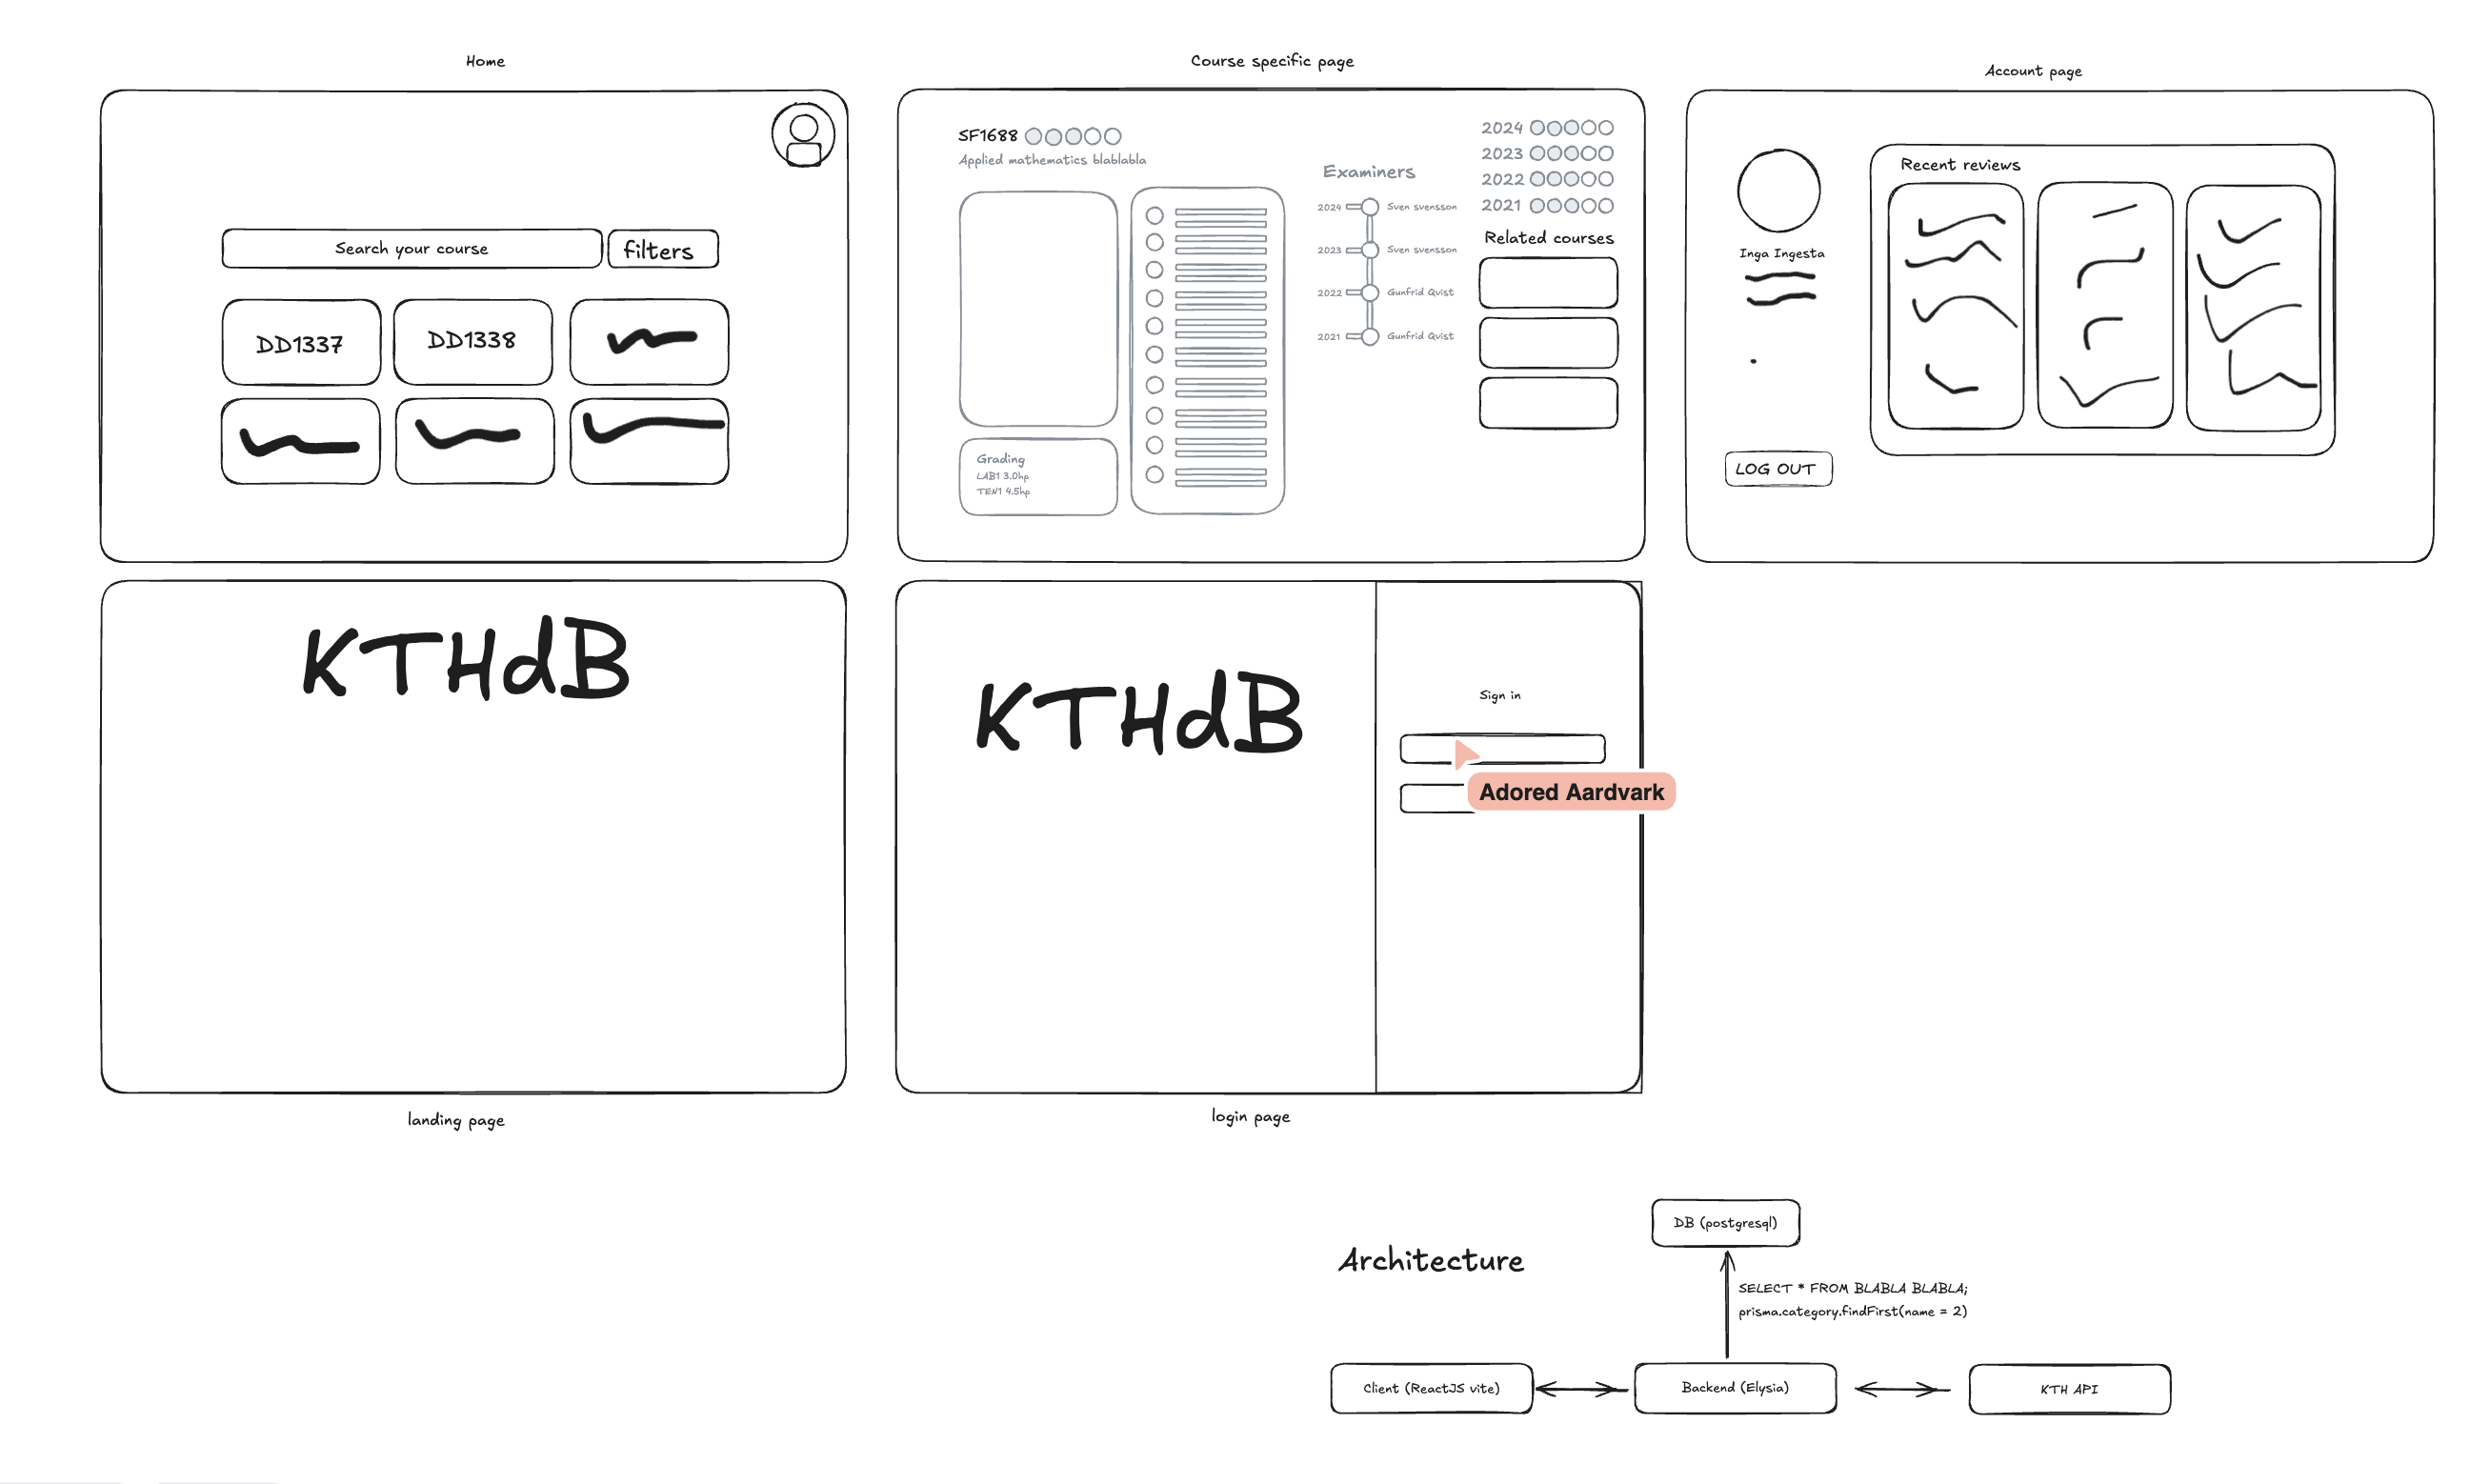 Home
Search your course
filters
DD1337
DD1338
Course specific page
SF1688
Applied mathematics blablabla
Grading
LAB1 3.0hp
TEN1 4.5hp
Examiners
2024 Sven svensson
2023 Sven svensson
2022 Gunfrid Qvist
2021 Gunfrid Qvist
2024
2023
2022
2021
Related courses
Account page
Inga Ingesta
LOG OUT
Recent reviews
KTHdB
landing page
KTHdB
Sign in
Adored Aardvark
login page
Architecture
DB (postgresql)
SELECT * FROM BLABLA BLABLA;
prisma.category.findFirst(name = 2)
Client (ReactJS vite)
Backend (Elysia)
KTH API